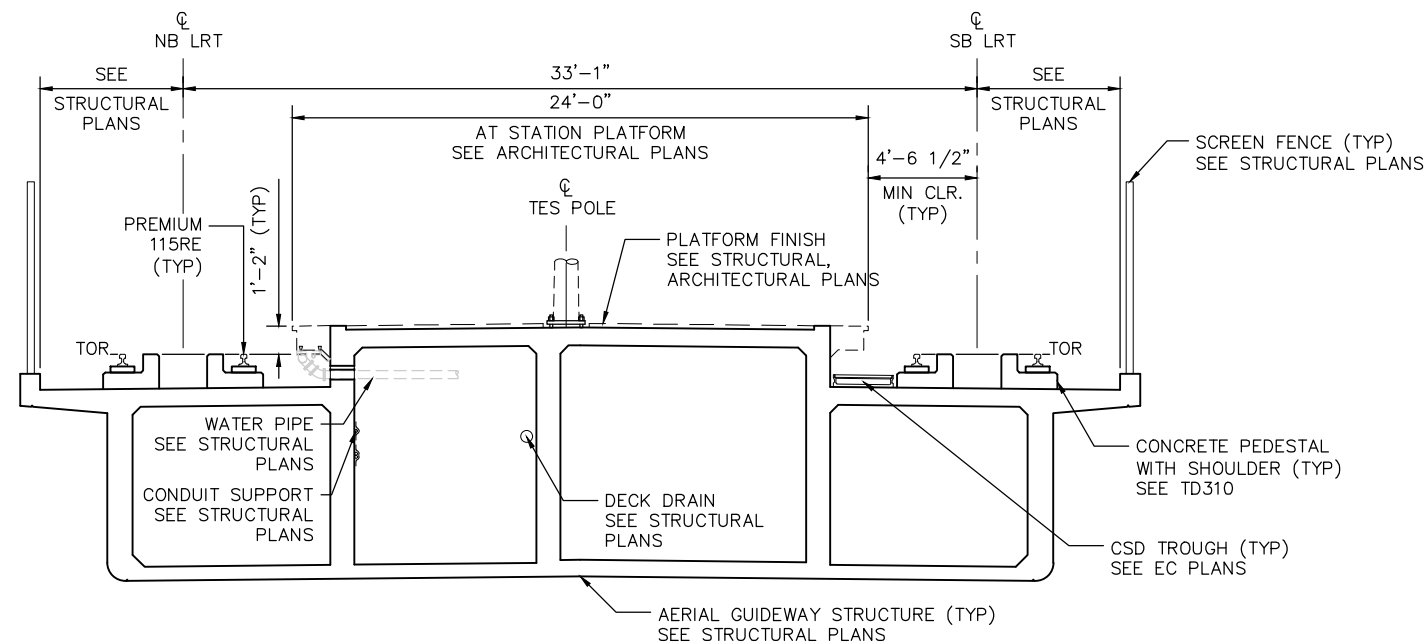 ℄
NB LRT
℄
SB LRT
SEE
STRUCTURAL
PLANS
33'-1"
SEE
STRUCTURAL
PLANS
24'-0"
AT STATION PLATFORM
SEE ARCHITECTURAL PLANS
4'-6 1/2"
MIN CLR.
(TYP)
SCREEN FENCE (TYP)
SEE STRUCTURAL PLANS
℄
TES POLE
PREMIUM
115RE
(TYP)
1'-2" (TYP)
PLATFORM FINISH
SEE STRUCTURAL,
ARCHITECTURAL PLANS
TOR
TOR
WATER PIPE
SEE STRUCTURAL
PLANS
CONDUIT SUPPORT
SEE STRUCTURAL
PLANS
DECK DRAIN
SEE STRUCTURAL
PLANS
CONCRETE PEDESTAL
WITH SHOULDER (TYP)
SEE TD310
CSD TROUGH (TYP)
SEE EC PLANS
AERIAL GUIDEWAY STRUCTURE (TYP)
SEE STRUCTURAL PLANS